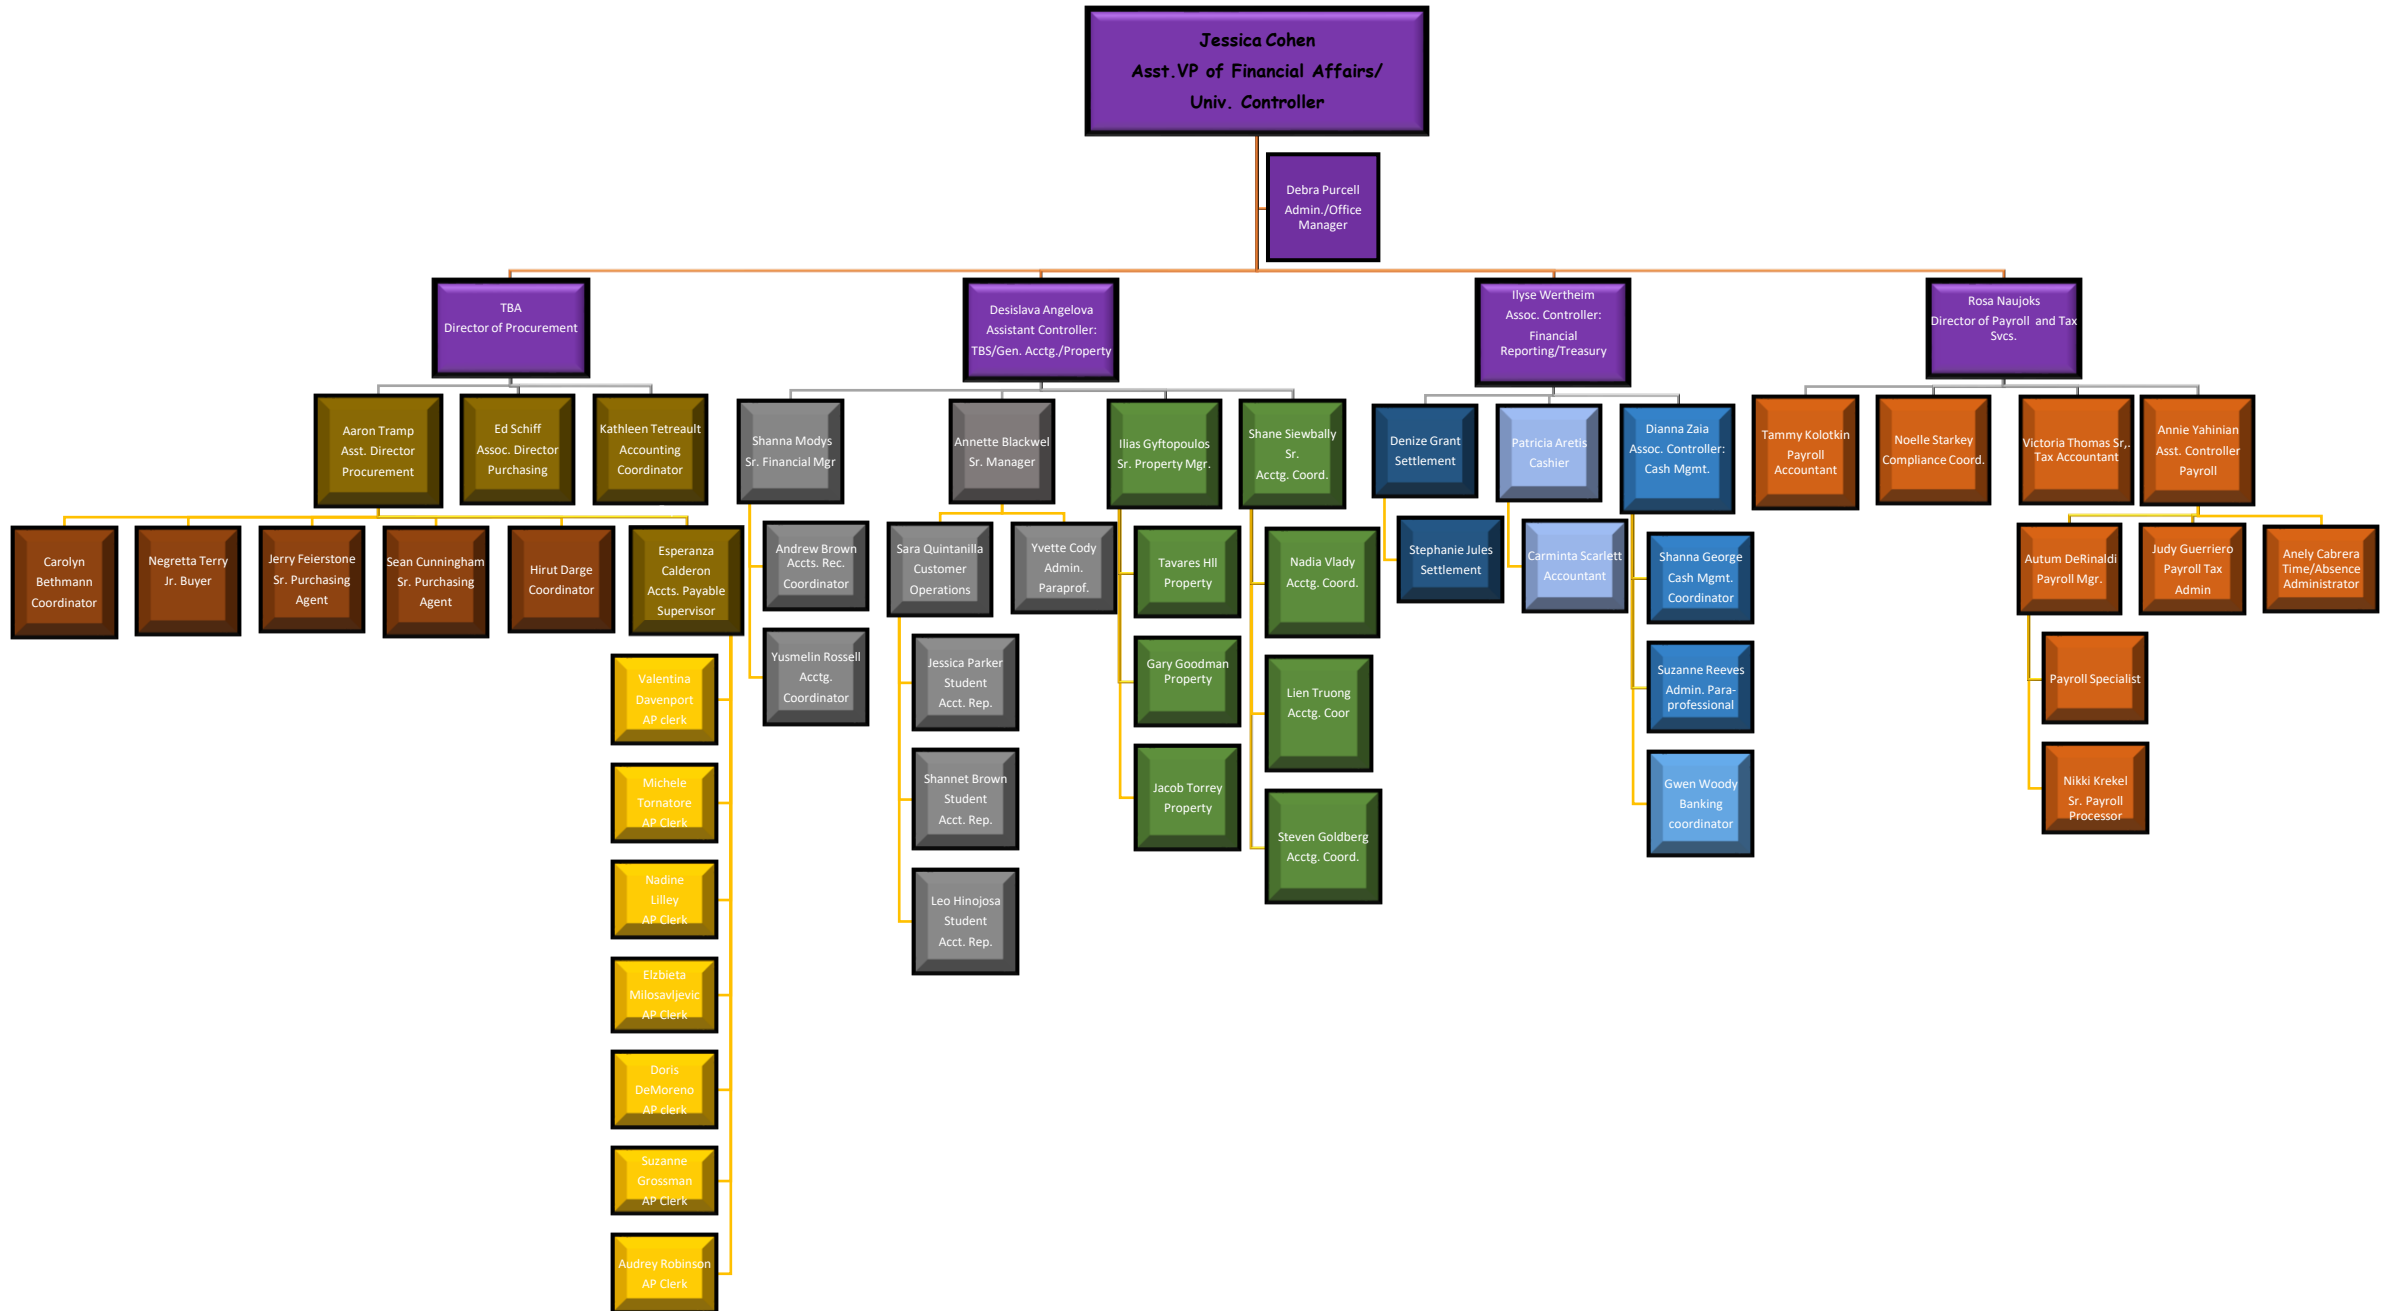 Jessica Cohen
Asst.VP of Financial Affairs/
Univ. Controller
Debra Purcell
Admin./Office
Manager
TBA
Director of Procurement
Desislava Angelova
Assistant Controller:
TBS/Gen. Acctg./Property
Ilyse Wertheim
Assoc. Controller:
Financial
Reporting/Treasury
Rosa Naujoks
Director of Payroll and Tax
Svcs.
Aaron Tramp
Asst. Director
Procurement
Ed Schiff
Assoc. Director
Purchasing
Kathleen Tetreault
Accounting
Coordinator
Shanna Modys
Sr. Financial Mgr
Annette Blackwel
Sr. Manager
Ilias Gyftopoulos
Sr. Property Mgr.
Shane Siewbally
Sr.
Acctg. Coord.
Denize Grant
Settlement
Patricia Aretis
Cashier
Dianna Zaia
Assoc. Controller:
Cash Mgmt.
Tammy Kolotkin
Payroll
Accountant
Noelle Starkey
Compliance Coord.
Victoria Thomas Sr,.
Tax Accountant
Annie Yahinian
Asst. Controller
Payroll
Carolyn
Bethmann
Coordinator
Negretta Terry
Jr. Buyer
Jerry Feierstone
Sr. Purchasing
Agent
Sean Cunningham
Sr. Purchasing
Agent
Hirut Darge
Coordinator
Esperanza
Calderon
Accts. Payable
Supervisor
Andrew Brown
Accts. Rec.
Coordinator
Yusmelin Rossell
Acctg.
Coordinator
Sara Quintanilla
Customer
Operations
Yvette Cody
Admin.
Paraprof.
Tavares Hll
Property
Nadia Vlady
Acctg. Coord.
Stephanie Jules
Settlement
Carminta Scarlett
Accountant
Shanna George
Cash Mgmt.
Coordinator
Autum DeRinaldi
Payroll Mgr.
Judy Guerriero
Payroll Tax
Admin
Anely Cabrera
Time/Absence
Administrator
Valentina
Davenport
AP clerk
Michele
Tornatore
AP Clerk
Nadine
Lilley
AP Clerk
Elzbieta
Milosavljevic
AP Clerk
Doris
DeMoreno
AP clerk
Suzanne
Grossman
AP Clerk
Audrey Robinson
AP Clerk
Jessica Parker
Student
Acct. Rep.
Shannet Brown
Student
Acct. Rep.
Leo Hinojosa
Student
Acct. Rep.
Gary Goodman
Property
Jacob Torrey
Property
Lien Truong
Acctg. Coor
Steven Goldberg
Acctg. Coord.
Suzanne Reeves
Admin. Para-
professional
Gwen Woody
Banking
coordinator
Payroll Specialist
Nikki Krekel
Sr. Payroll
Processor